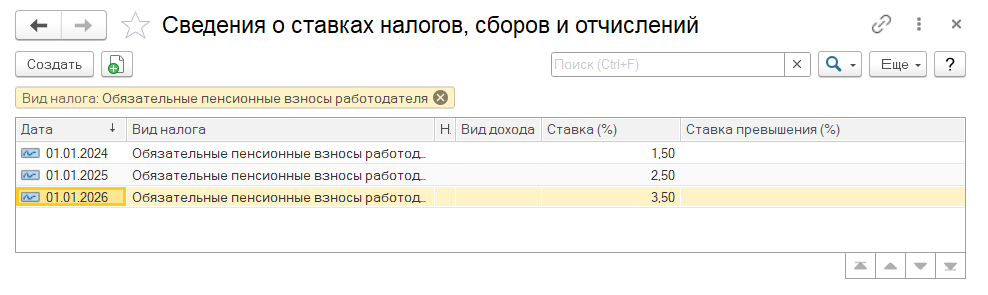 Сведения о ставках налогов, сборов и отчислений
Создать Поиск (Ctrl+F) × Еще ?
Вид налога: Обязательные пенсионные взносы работодателя
Дата ↓ Вид налога Н. Вид дохода Ставка (%) Ставка превышения (%)
01.01.2024 Обязательные пенсионные взносы работод... 1,50
01.01.2025 Обязательные пенсионные взносы работод... 2,50
01.01.2026 Обязательные пенсионные взносы работод... 3,50